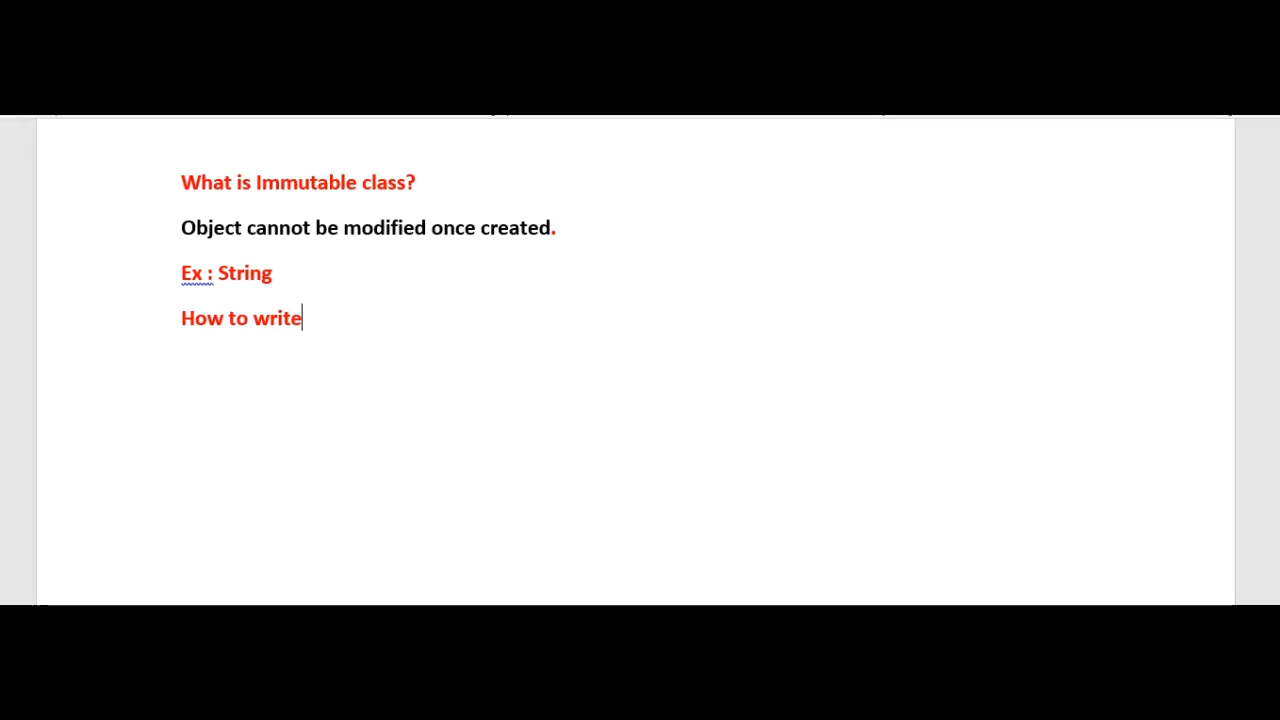 What is Immutable class?
Object cannot be modified once created.
Ex : String
How to write